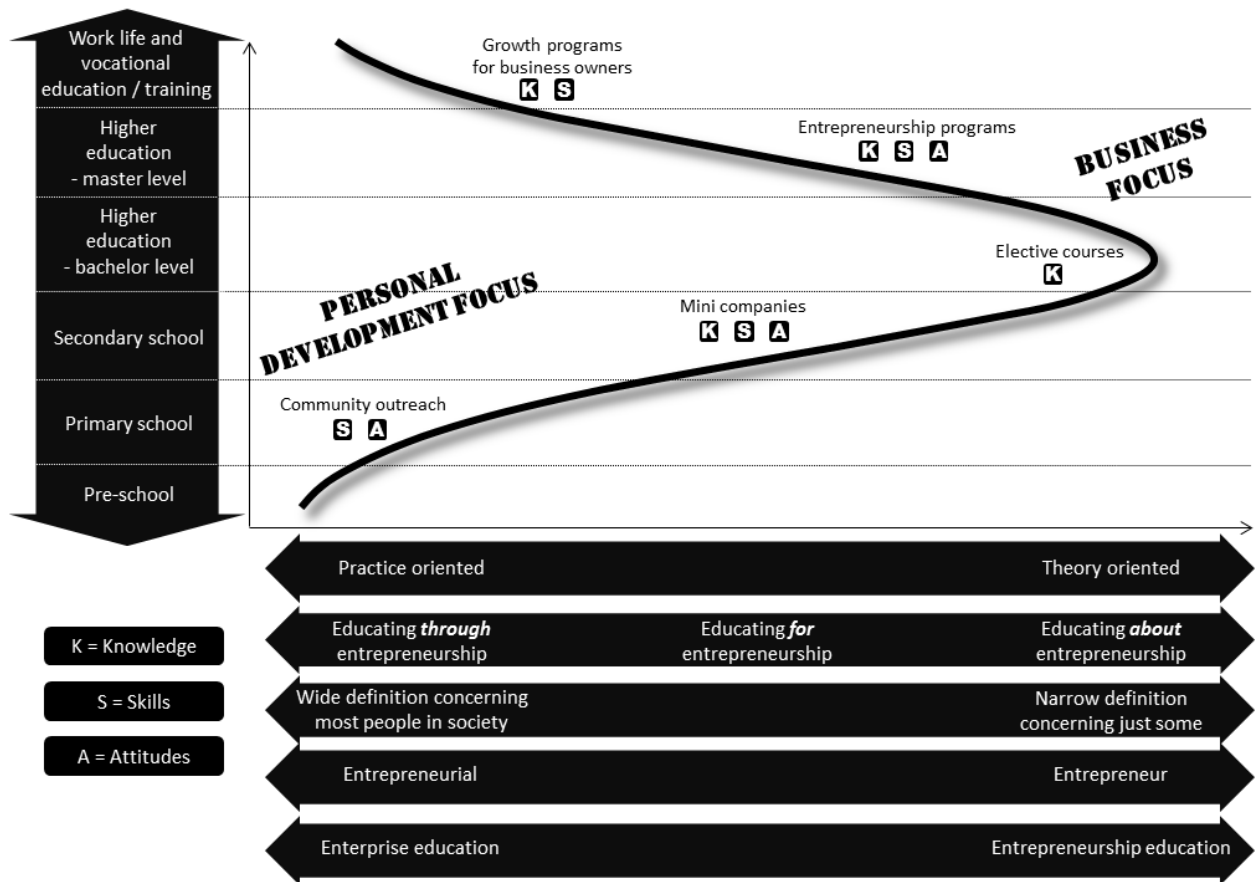 Work life and
vocational
education / training
Growth programs
for business owners
K S
Higher
education
- master level
Entrepreneurship programs
K S A
BUSINESS
FOCUS
Higher
education
- bachelor level
Elective courses
K
PERSONAL
DEVELOPMENT FOCUS
Mini companies
K S A
Secondary school
Community outreach
S A
Primary school
Pre-school
Practice oriented
Theory oriented
Educating through
entrepreneurship
Educating for
entrepreneurship
Educating about
entrepreneurship
Wide definition concerning
most people in society
Narrow definition
concerning just some
Entrepreneurial
Entrepreneur
Enterprise education
Entrepreneurship education
K = Knowledge
S = Skills
A = Attitudes